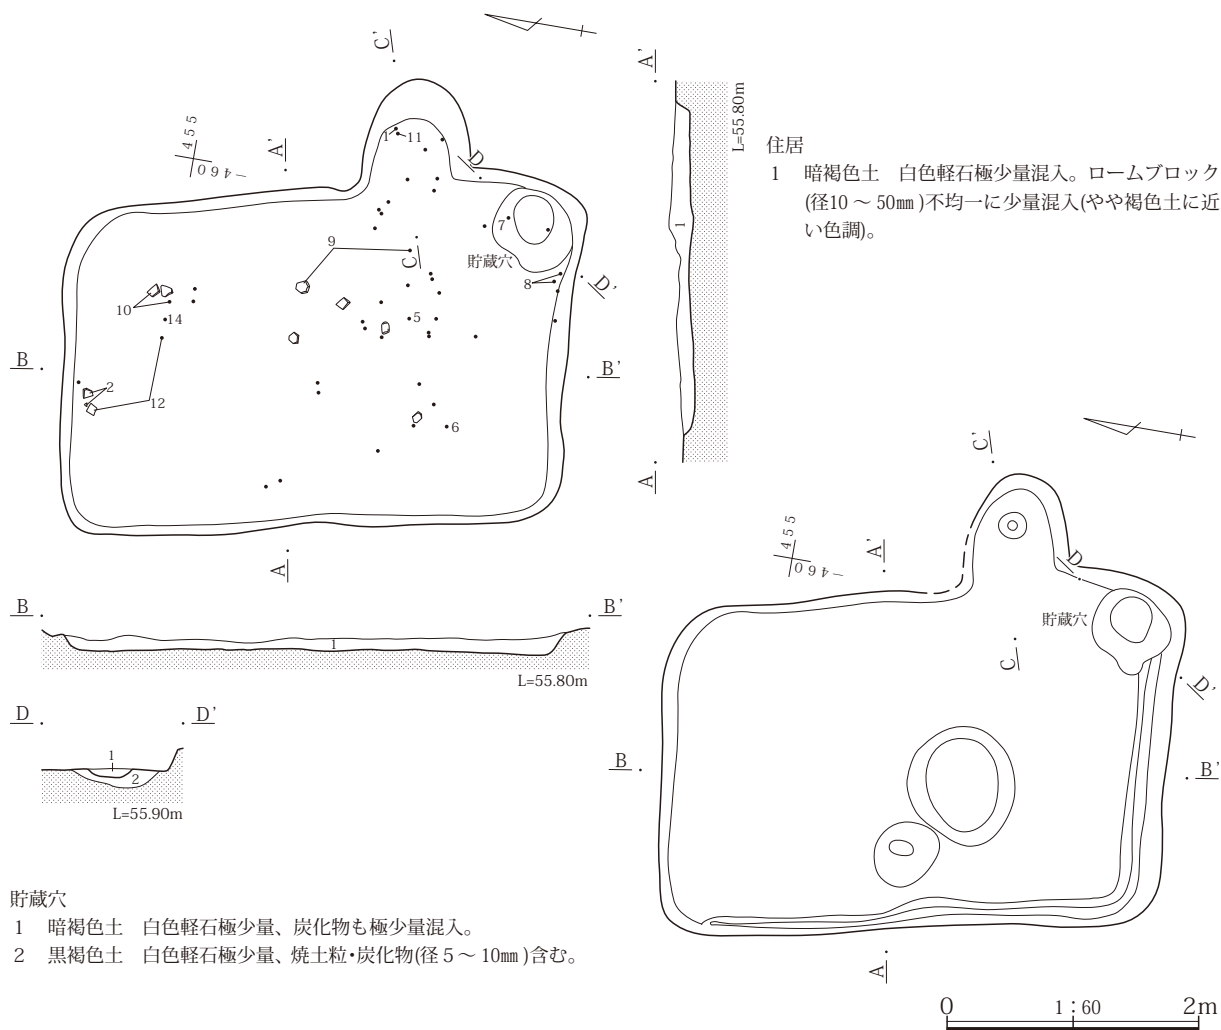 C'
A'
455
-460
D
1
11
7
貯蔵穴
9
C
8
D'
10
14
5
B
B'
2
12
6
A
A'
L=55.80m
1
A
住居
1 暗褐色土 白色軽石極少量混入。ロームブロック
(径10～50㎜)不均一に少量混入(やや褐色土に近
い色調)。
B
B'
1
L=55.80m
D
D'
1
2
L=55.90m
C'
A'
455
-460
D
貯蔵穴
C
D'
B
B'
A
貯蔵穴
1 暗褐色土 白色軽石極少量、炭化物も極少量混入。
2 黒褐色土 白色軽石極少量、焼土粒・炭化物(径5～10㎜)含む。
0 1：60 2m